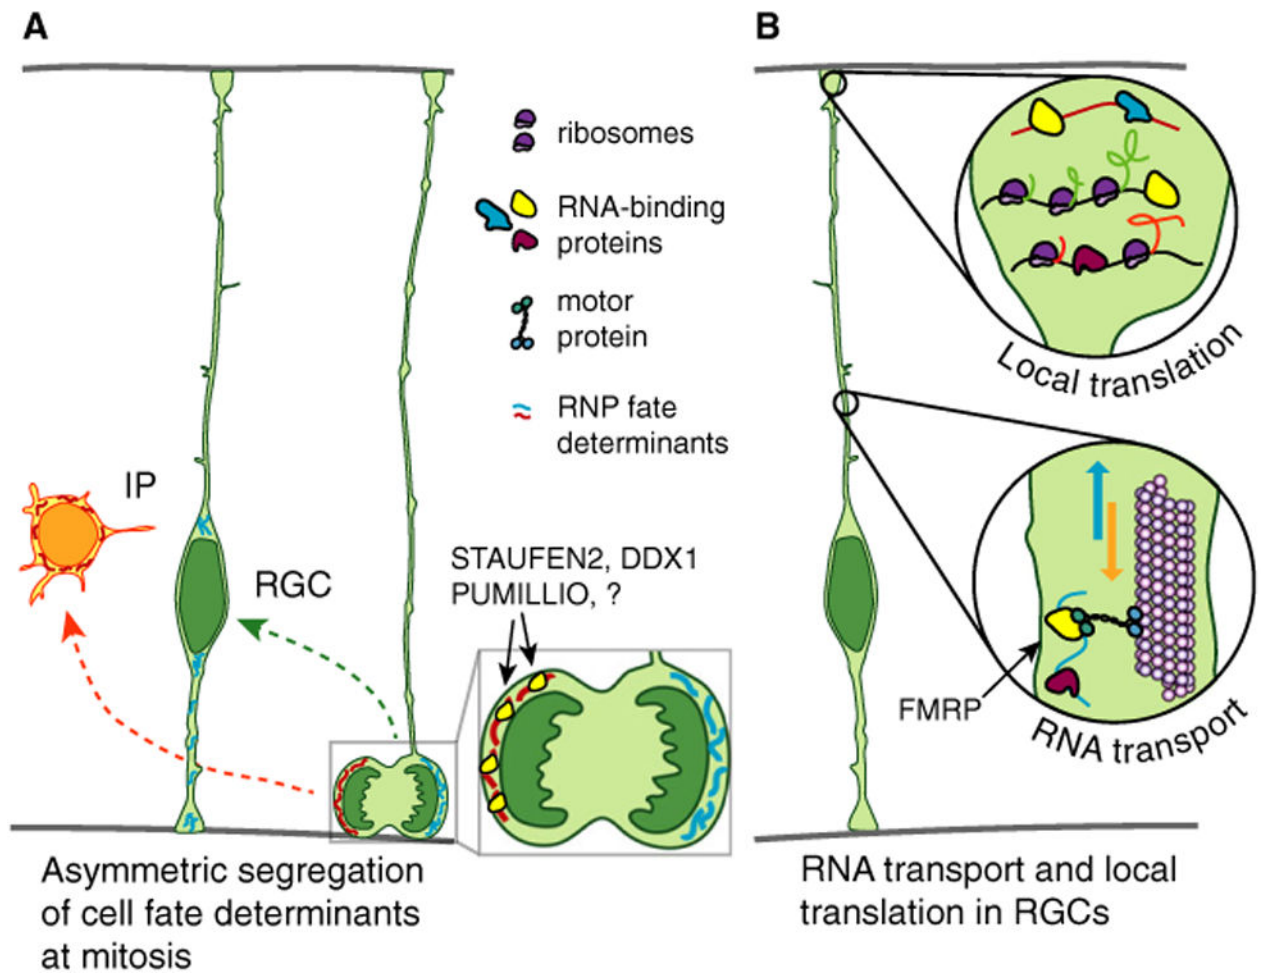 A
B
ribosomes
RNA-binding
proteins
motor
protein
RNP fate
determinants
Local translation
IP
RGC
STAUFEN2, DDX1
PUMILLIO, ?
FMRP
RNA transport
Asymmetric segregation
of cell fate determinants
at mitosis
RNA transport and local
translation in RGCs